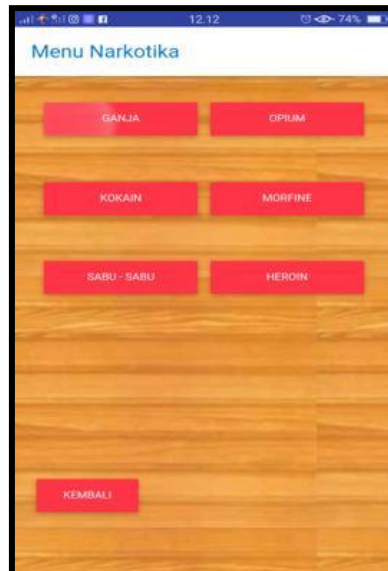 12.12 74%
Menu Narkotika
GANJA OPIUM
KOKAIN MORFINE
SABU - SABU HEROIN
KEMBALI